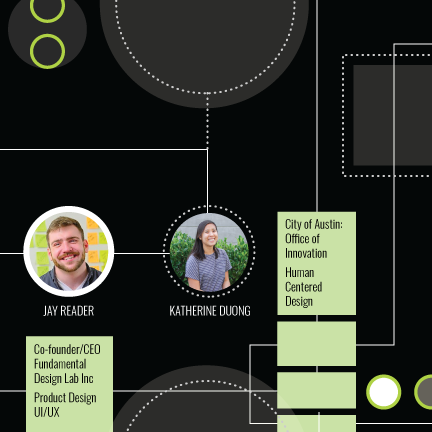 City of Austin:
Office of
Innovation
Human
Centered
Design
JAY READER
KATHERINE DUONG
Co-founder/CEO
Fundamental
Design Lab Inc
Product Design
UI/UX